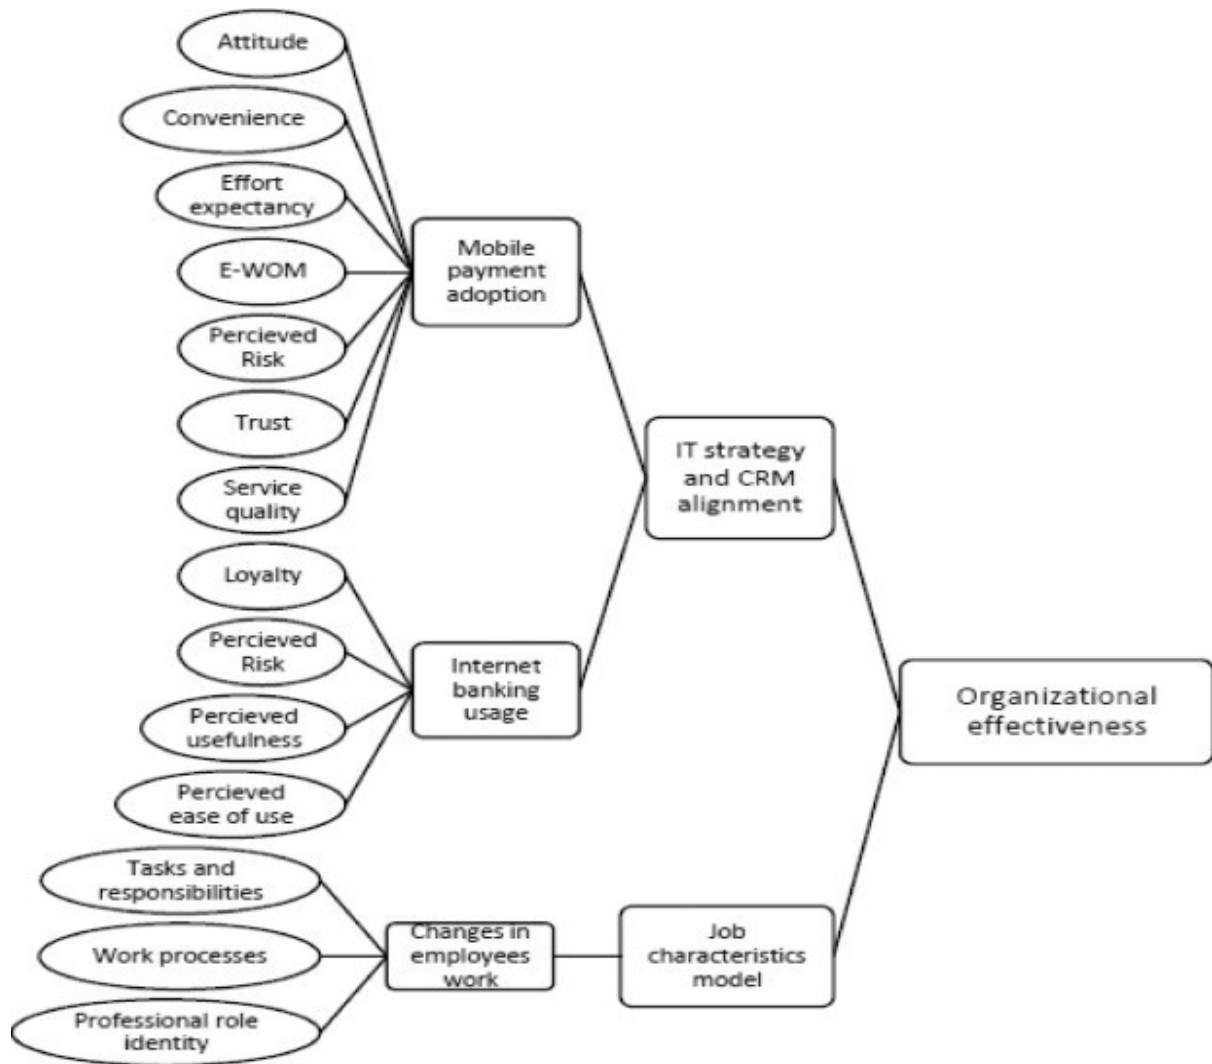 Attitude
Convenience
Effort
expectancy
E-WOM
Percieved
Risk
Trust
Service
quality
Loyalty
Percieved
Risk
Percieved
usefulness
Percieved
ease of use
Tasks and
responsibilities
Work processes
Professional role
identity
Mobile
payment
adoption
Internet
banking
usage
Changes in
employees
work
IT strategy
and CRM
alignment
Job
characteristics
model
Organizational
effectiveness